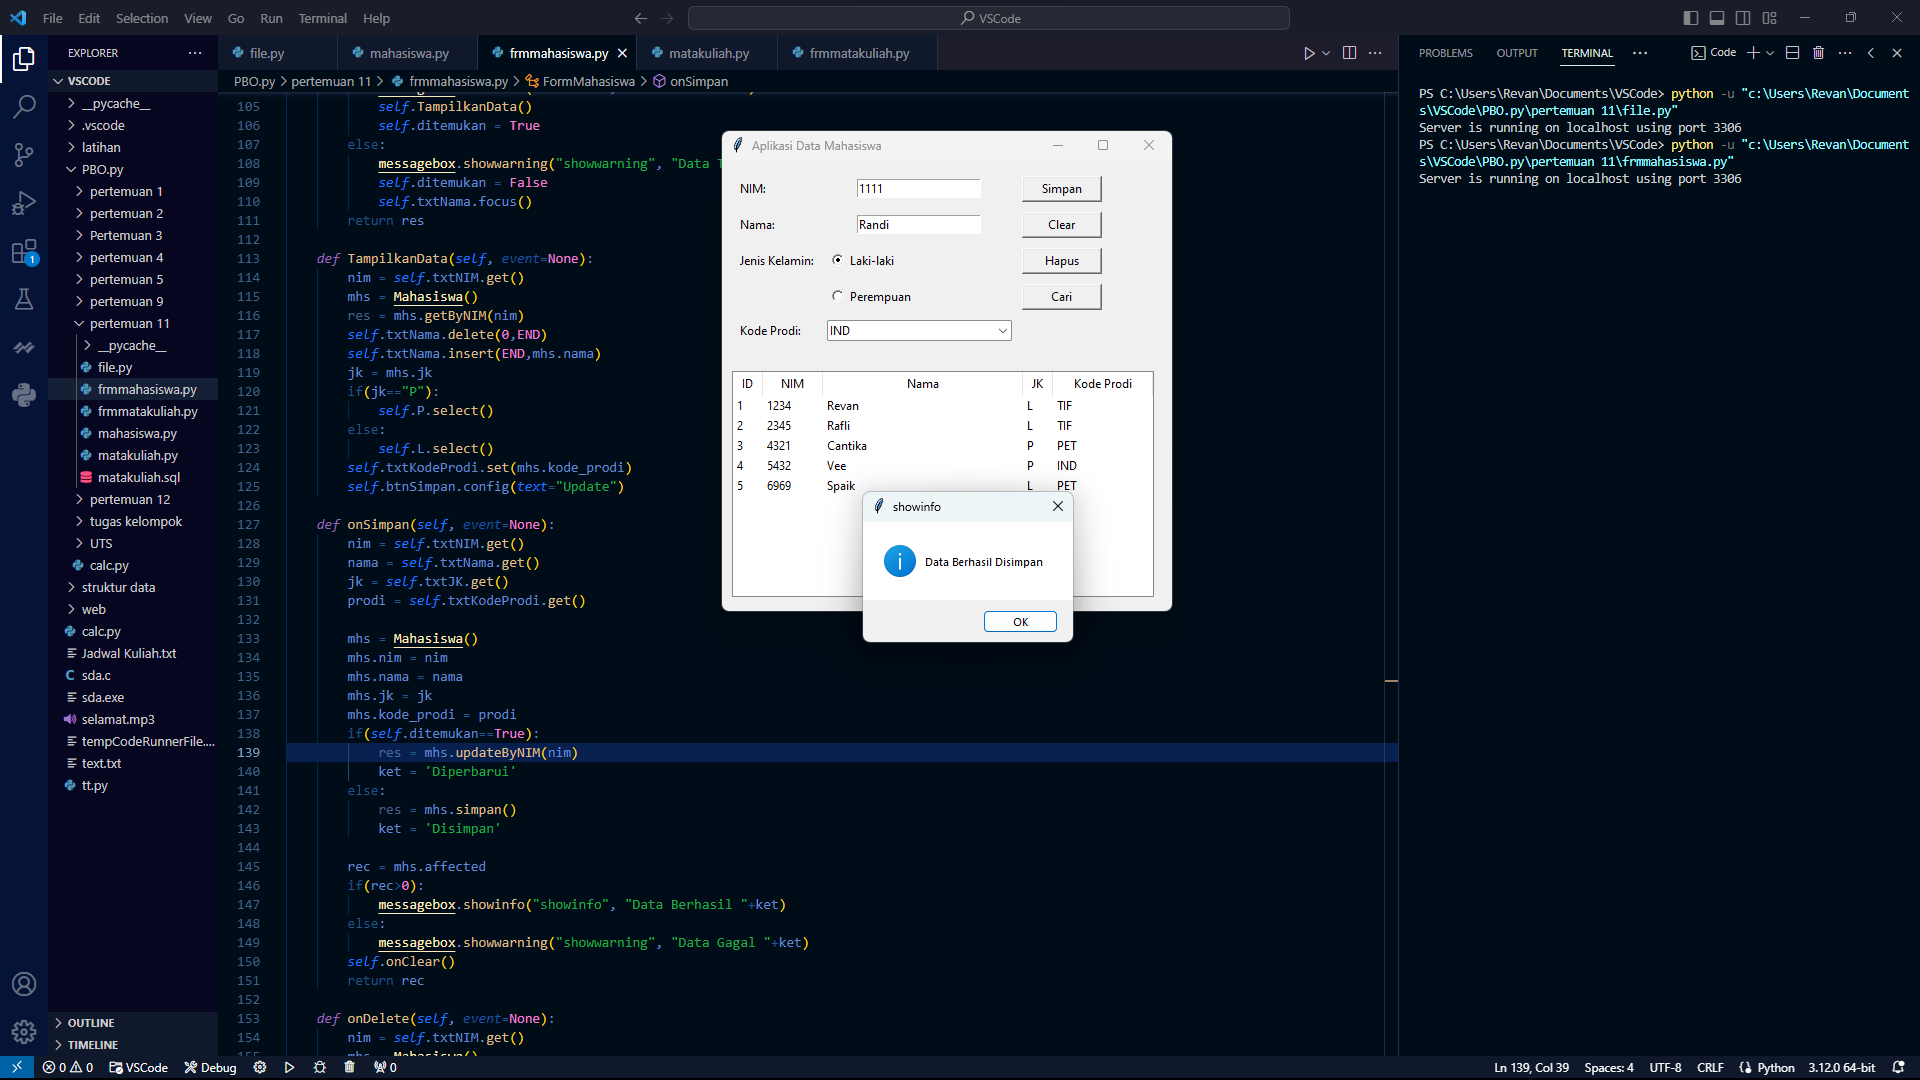 File Edit Selection View Go Run Terminal Help
VSCode
EXPLORER
VSCODE
__pycache__
.vscode
latihan
PBO.py
pertemuan 1
pertemuan 2
Pertemuan 3
pertemuan 4
pertemuan 5
pertemuan 9
pertemuan 11
__pycache__
file.py
frmmahasiswa.py
frmmatakuliah.py
mahasiswa.py
matakuliah.py
matakuliah.sql
pertemuan 12
tugas kelompok
UTS
calc.py
struktur data
web
calc.py
Jadwal Kuliah.txt
sda.c
sda.exe
selamat.mp3
tempCodeRunnerFile....
text.txt
tt.py
OUTLINE
TIMELINE
1
file.py mahasiswa.py frmmahasiswa.py matakuliah.py frmmatakuliah.py
PBO.py > pertemuan 11 > frmmahasiswa.py > FormMahasiswa > onSimpan
105 self.TampilkanData()
106 self.ditemukan = True
107 else:
108 messagebox.showwarning("showwarning", "Data T
109 self.ditemukan = False
110 self.txtNama.focus()
111 return res
112
113 def TampilkanData(self, event=None):
114 nim = self.txtNIM.get()
115 mhs = Mahasiswa()
116 res = mhs.getByNIM(nim)
117 self.txtNama.delete(0,END)
118 self.txtNama.insert(END,mhs.nama)
119 jk = mhs.jk
120 if(jk=="P"):
121 self.P.select()
122 else:
123 self.L.select()
124 self.txtKodeProdi.set(mhs.kode_prodi)
125 self.btnSimpan.config(text="Update")
126
127 def onSimpan(self, event=None):
128 nim = self.txtNIM.get()
129 nama = self.txtNama.get()
130 jk = self.txtJK.get()
131 prodi = self.txtKodeProdi.get()
132
133 mhs = Mahasiswa()
134 mhs.nim = nim
135 mhs.nama = nama
136 mhs.jk = jk
137 mhs.kode_prodi = prodi
138 if(self.ditemukan==True):
139 res = mhs.updateByNIM(nim)
140 ket = 'Diperbarui'
141 else:
142 res = mhs.simpan()
143 ket = 'Disimpan'
144
145 rec = mhs.affected
146 if(rec>0):
147 messagebox.showinfo("showinfo", "Data Berhasil "+ket)
148 else:
149 messagebox.showwarning("showwarning", "Data Gagal "+ket)
150 self.onClear()
151 return rec
152
153 def onDelete(self, event=None):
154 nim = self.txtNIM.get()
155 mhs = Mahasiswa()
Aplikasi Data Mahasiswa
NIM: 1111 Simpan
Nama: Randi Clear
Jenis Kelamin: Laki-laki Hapus
Perempuan Cari
Kode Prodi: IND
ID NIM Nama JK Kode Prodi
1 1234 Revan L TIF
2 2345 Rafli L TIF
3 4321 Cantika P PET
4 5432 Vee P IND
5 6969 Spaik L PET
showinfo
Data Berhasil Disimpan
OK
PROBLEMS OUTPUT TERMINAL Code
PS C:\Users\Revan\Documents\VSCode> python -u "c:\Users\Revan\Document
s\VSCode\PBO.py\pertemuan 11\file.py"
Server is running on localhost using port 3306
PS C:\Users\Revan\Documents\VSCode> python -u "c:\Users\Revan\Document
s\VSCode\PBO.py\pertemuan 11\frmmahasiswa.py"
Server is running on localhost using port 3306
0 0 VSCode Debug 0 Ln 139, Col 39 Spaces: 4 UTF-8 CRLF Python 3.12.0 64-bit